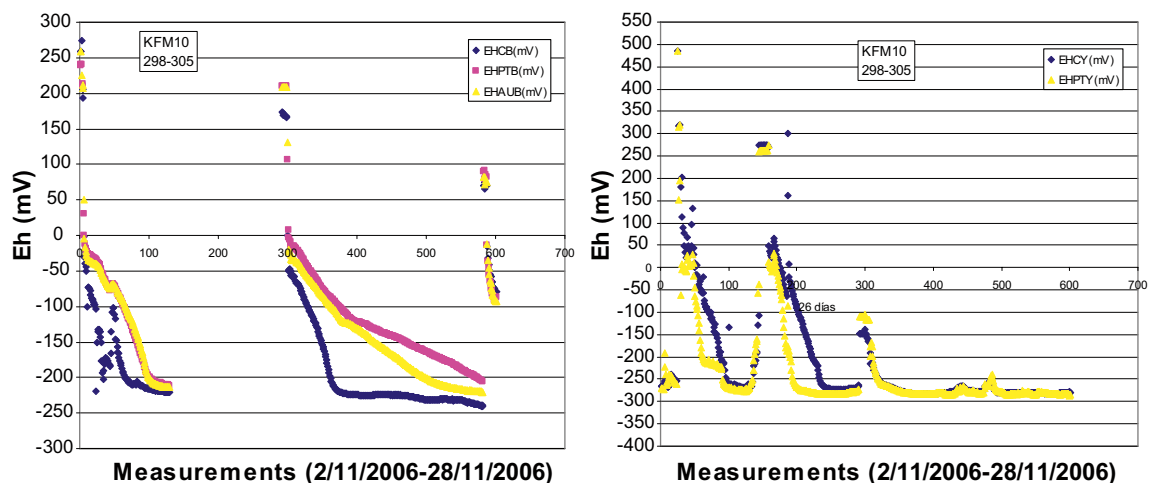 300
250
200
150
100
50
0
-50
-100
-150
-200
-250
-300
Eh (mV)
KFM10
298-305
EHCB(mV)
EHPTB(mV)
EHAUB(mV)
0 100 200 300 400 500 600 700
Measurements (2/11/2006-28/11/2006)
550
500
450
400
350
300
250
200
150
100
50
0
-50
-100
-150
-200
-250
-300
-350
-400
Eh (mV)
KFM10
298-305
EHCY(mV)
EHPTY(mV)
0 100 200 300 400 500 600 700
26 días
Measurements (2/11/2006-28/11/2006)